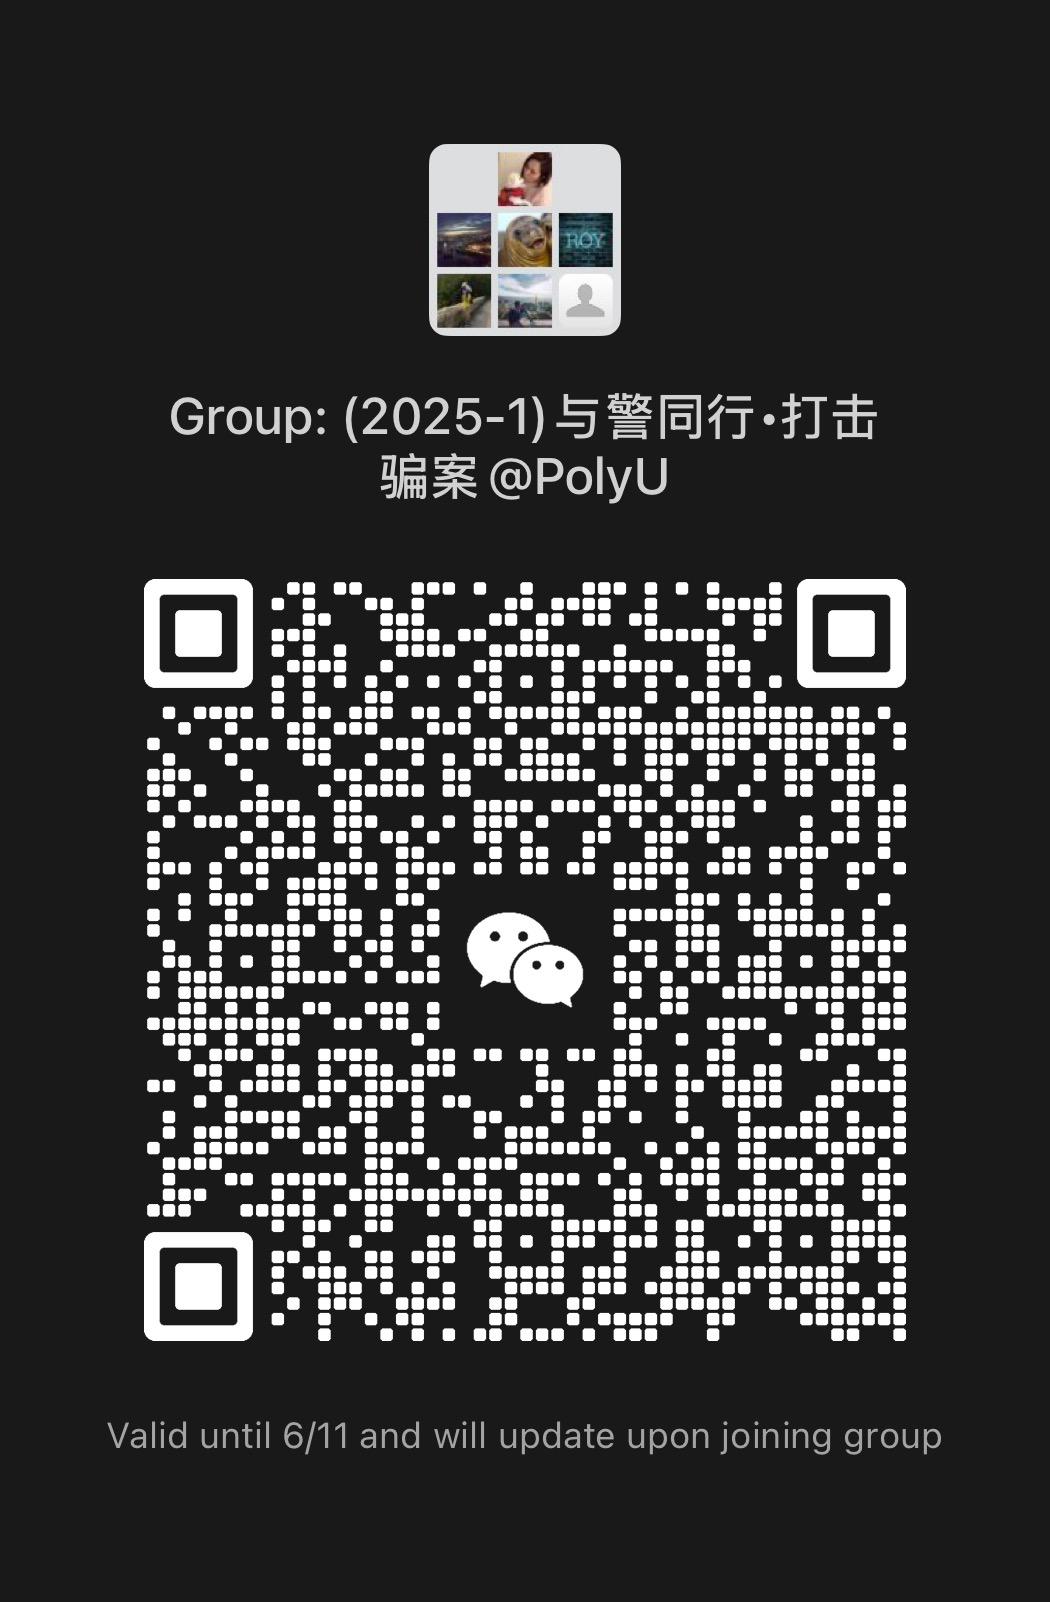 ROY
Group: (2025-1)与警同行•打击
骗案@PolyU
Valid until 6/11 and will update upon joining group